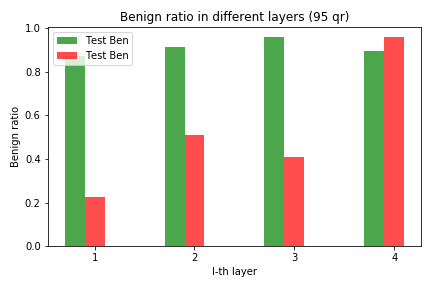 Benign ratio in different layers (95 qr)
Test Ben
Test Ben
1.0
0.8
0.6
0.4
0.2
0.0
Benign ratio
1 2 3 4
l-th layer